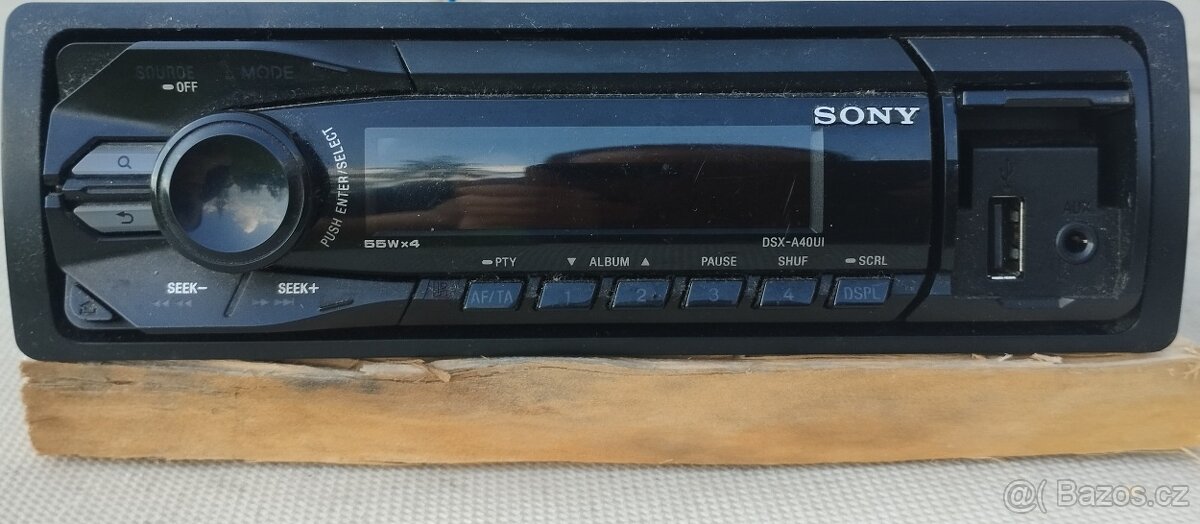 SOURCE MODE
OFF
SONY
PUSH ENTER/SELECT
55W×4
DSX-A40UI
PTY ▼ ALBUM ▲ PAUSE SHUF SCRL
SEEK− SEEK+
AF/TA 1 2 3 4 DSPL
AUX
@( Bazos.cz